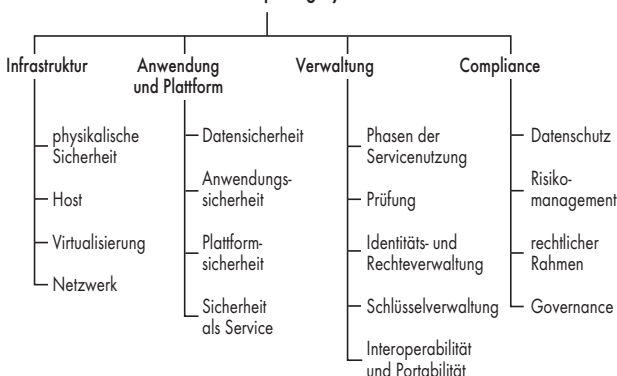 Infrastruktur
physikalische
Sicherheit
Host
Virtualisierung
Netzwerk
Anwendung
und Plattform
Datensicherheit
Anwendungs-
sicherheit
Plattform-
sicherheit
Sicherheit
als Service
Verwaltung
Phasen der
Servicenutzung
Prüfung
Identitäts- und
Rechteverwaltung
Schlüsselverwaltung
Interoperabilität
und Portabilität
Compliance
Datenschutz
Risiko-
management
rechtlicher
Rahmen
Governance